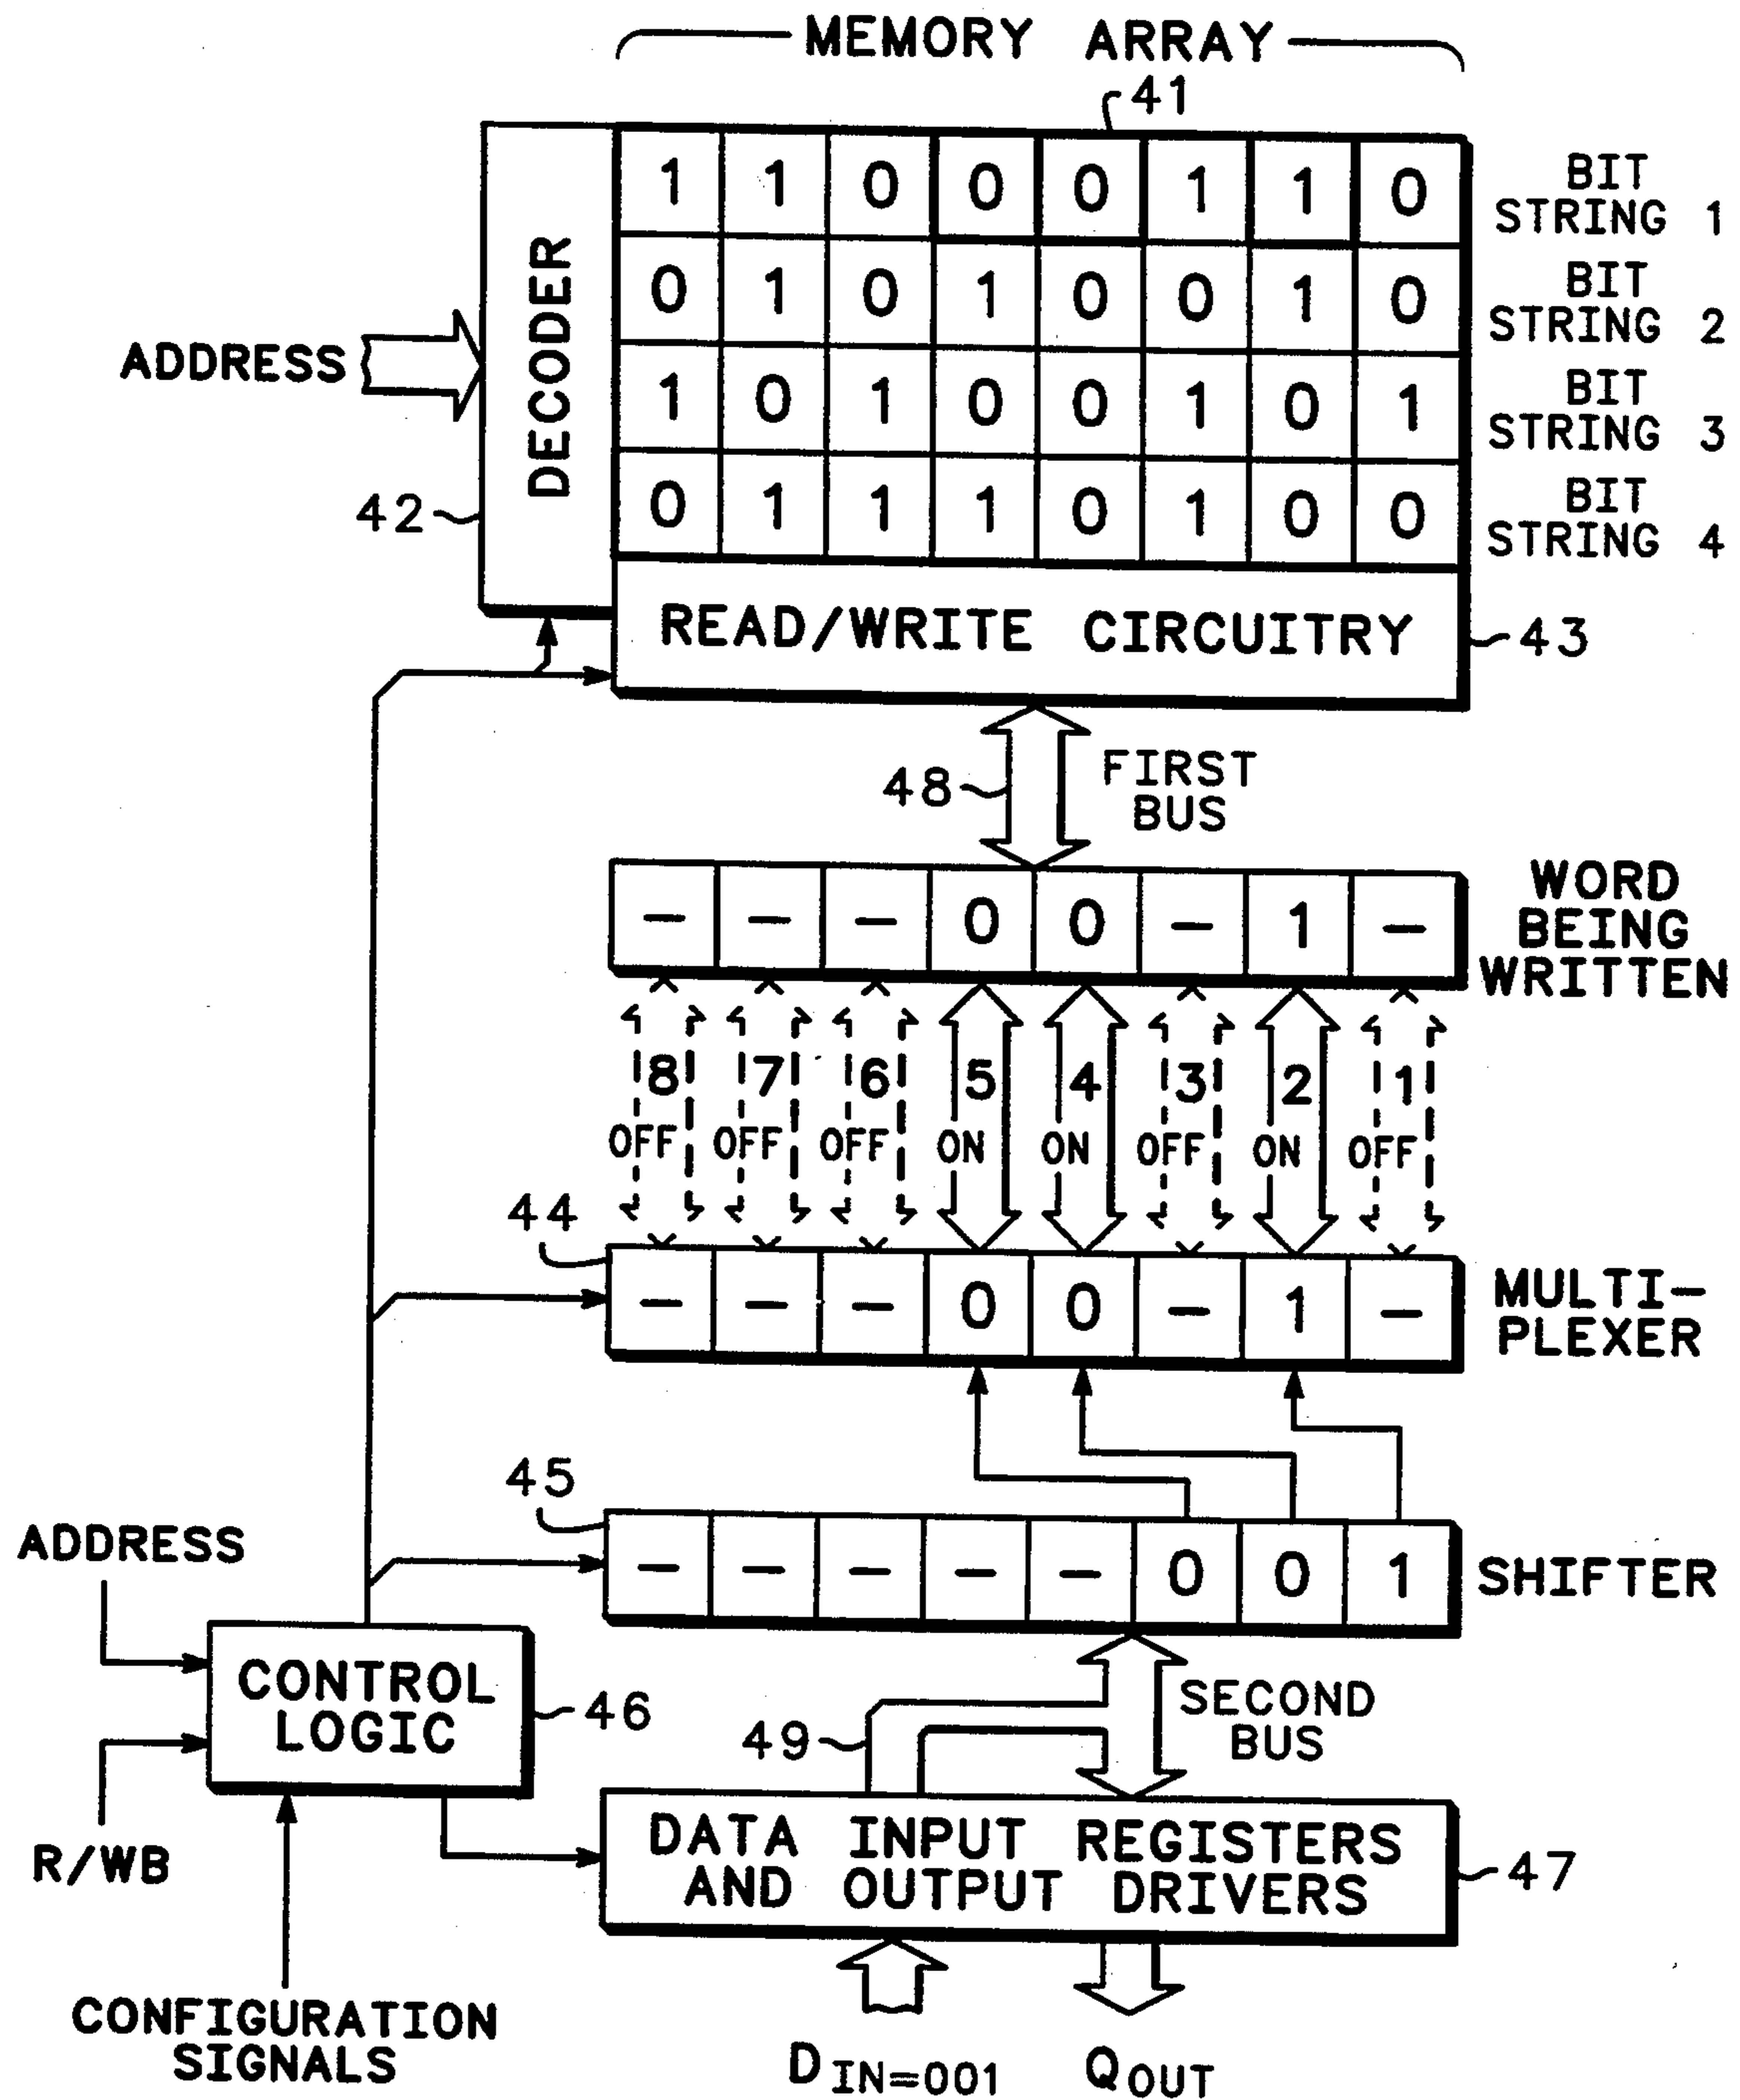 MEMORY ARRAY
41
1 1 0 0 0 1 1 0
BIT STRING 1
0 1 0 1 0 0 1 0
BIT STRING 2
1 0 1 0 0 1 0 1
BIT STRING 3
0 1 1 1 0 1 0 0
BIT STRING 4
DECODER
ADDRESS
42
READ/WRITE CIRCUITRY
43
48
FIRST
BUS
- - - 0 0 - 1 -
WORD
BEING
WRITTEN
8 7 6 5 4 3 2 1
OFF OFF OFF ON ON OFF ON OFF
44
- - - 0 0 - 1 -
MULTI-
PLEXER
45
- - - - - 0 0 1
SHIFTER
ADDRESS
CONTROL
LOGIC
46
R/WB
49
SECOND
BUS
DATA INPUT REGISTERS
AND OUTPUT DRIVERS
47
CONFIGURATION
SIGNALS
DIN=001
QOUT